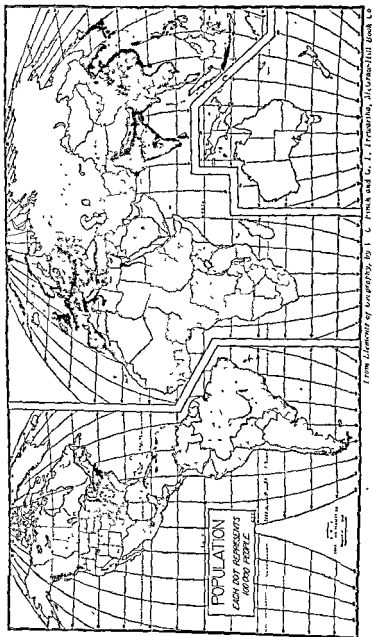 POPULATION
EACH DOT REPRESENTS
100,000 PEOPLE
From Elements of Geography, by V. C. Finch and G. T. Trewartha, McGraw-Hill Book Co